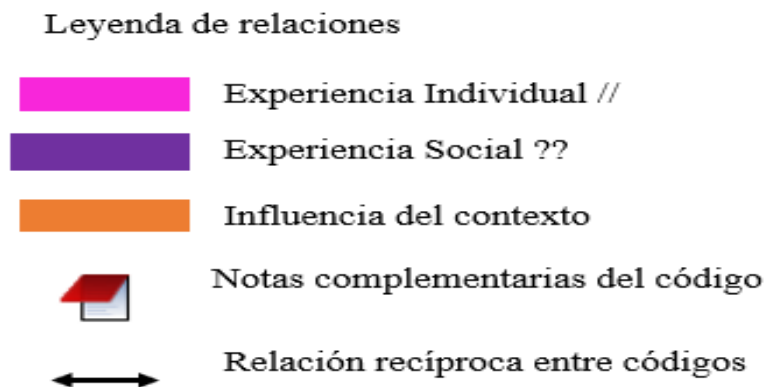 Leyenda de relaciones
Experiencia Individual //
Experiencia Social ??
Influencia del contexto
Notas complementarias del código
Relación recíproca entre códigos